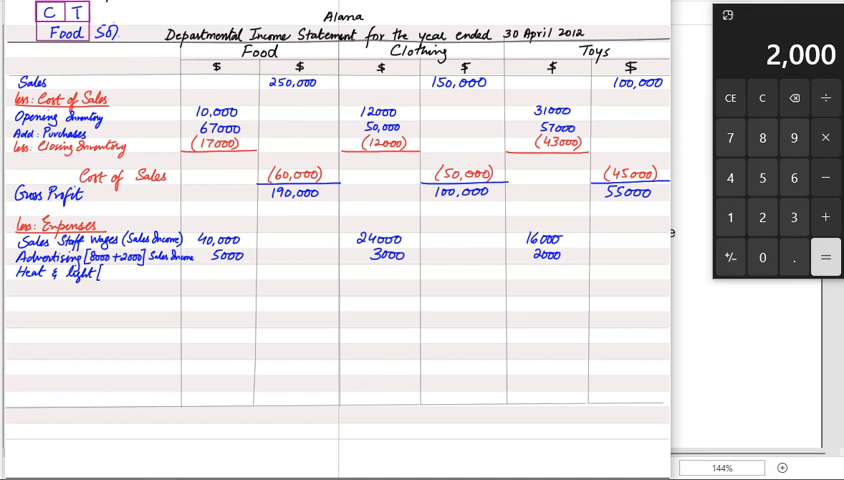 C T
Food 50%
Alana
Departmental Income Statement for the year ended 30 April 2012
Food Clothing Toys
$ $ $ $ $ $
Sales 250,000 150,000 100,000
less: Cost of Sales
Opening Inventory 10,000 12000 31000
Add: Purchases 67000 50,000 57000
less: Closing Inventory (17000) (12000) (43000)
Cost of Sales (60,000) (50,000) (45000)
Gross Profit 190,000 100,000 55000
less: Expenses
Sales Staff Wages (Sales Income) 40,000 24000 16000
Advertising [8000+2000] Sales Income 5000 3000 2000
Heat & light [
2,000
CE C ÷
7 8 9 ×
4 5 6 −
1 2 3 +
+/- 0 . =
e
144%